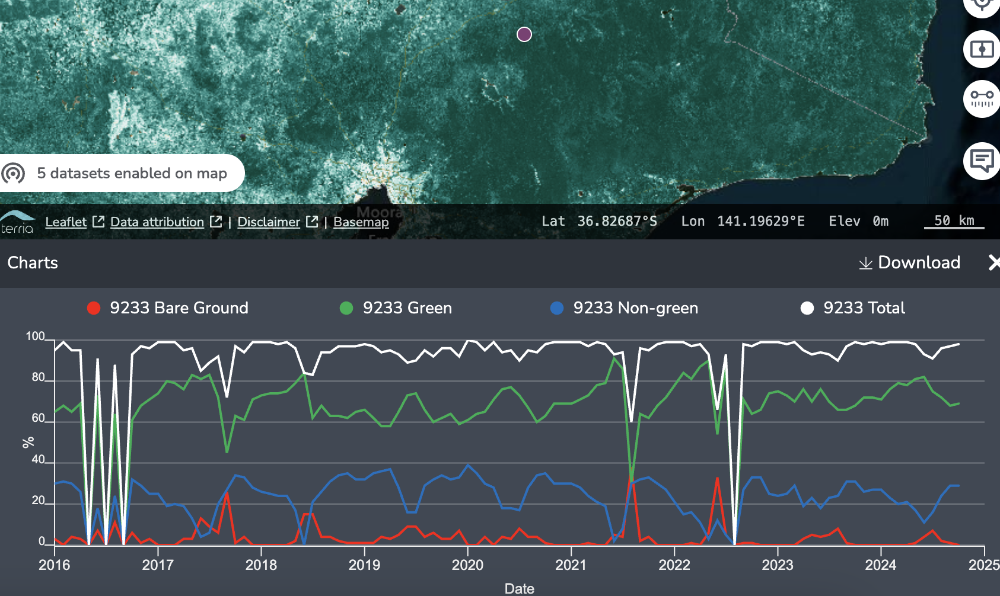 5 datasets enabled on map
Moora
terria Leaflet Data attribution | Disclaimer | Basemap Lat 36.82687°S Lon 141.19629°E Elev 0m 50 km
Charts Download
9233 Bare Ground 9233 Green 9233 Non-green 9233 Total
100
80
60
%
40
20
0
2016 2017 2018 2019 2020 2021 2022 2023 2024 2025
Date